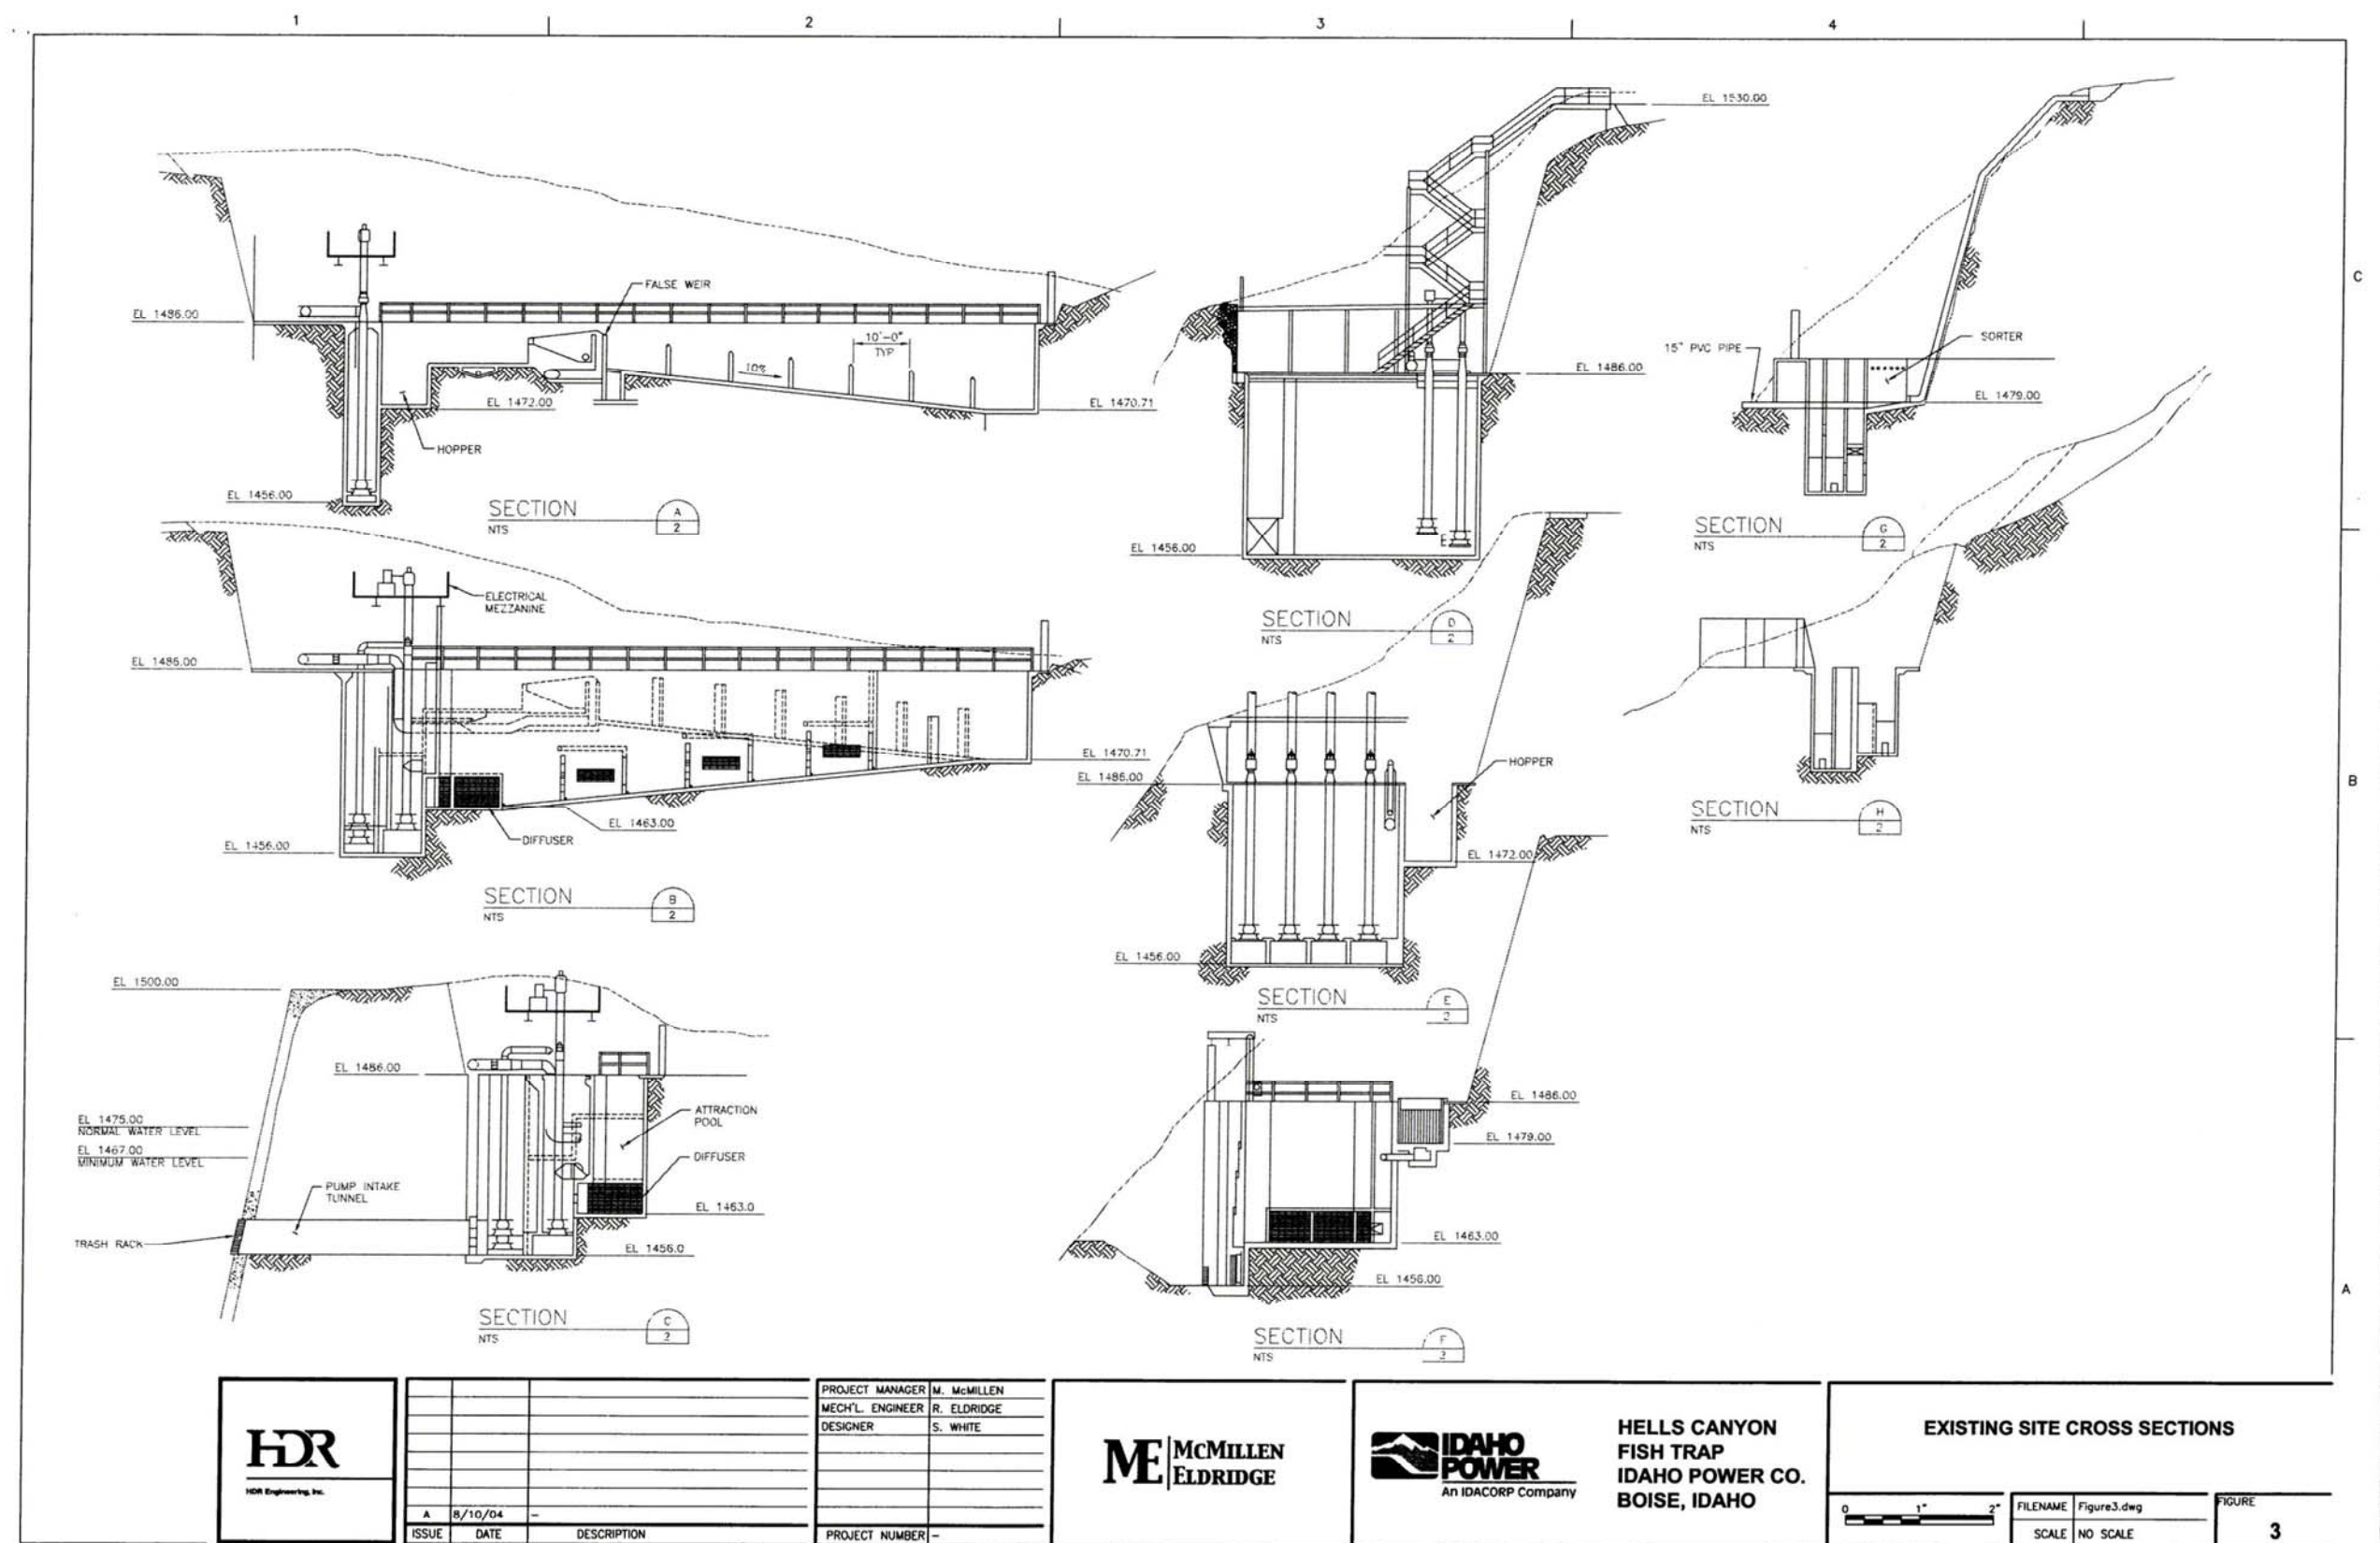 1 2 3 4
C
B
A
EL 1486.00
FALSE WEIR
10'-0"
TYP
10%
EL 1472.00
EL 1470.71
HOPPER
EL 1456.00
SECTION A
NTS 2
EL 1486.00
ELECTRICAL
MEZZANINE
EL 1470.71
EL 1463.00
DIFFUSER
EL 1456.00
SECTION B
NTS 2
EL 1500.00
EL 1486.00
EL 1475.00
NORMAL WATER LEVEL
EL 1467.00
MINIMUM WATER LEVEL
ATTRACTION
POOL
DIFFUSER
PUMP INTAKE
TUNNEL
EL 1463.0
TRASH RACK
EL 1456.0
SECTION C
NTS 2
EL 1530.00
EL 1486.00
EL 1456.00
E
SECTION D
NTS 2
EL 1486.00
HOPPER
EL 1472.00
EL 1456.00
SECTION E
NTS 2
EL 1486.00
EL 1479.00
EL 1463.00
EL 1456.00
SECTION F
NTS 2
15" PVC PIPE
SORTER
EL 1479.00
SECTION G
NTS 2
SECTION H
NTS 2
HDR
HDR Engineering, Inc.
A 8/10/04 -
ISSUE DATE DESCRIPTION
PROJECT MANAGER M. McMILLEN
MECH'L. ENGINEER R. ELDRIDGE
DESIGNER S. WHITE
PROJECT NUMBER -
ME MCMILLEN
ELDRIDGE
IDAHO
POWER
An IDACORP Company
HELLS CANYON
FISH TRAP
IDAHO POWER CO.
BOISE, IDAHO
EXISTING SITE CROSS SECTIONS
0 1" 2"
FILENAME Figure3.dwg
SCALE NO SCALE
FIGURE
3